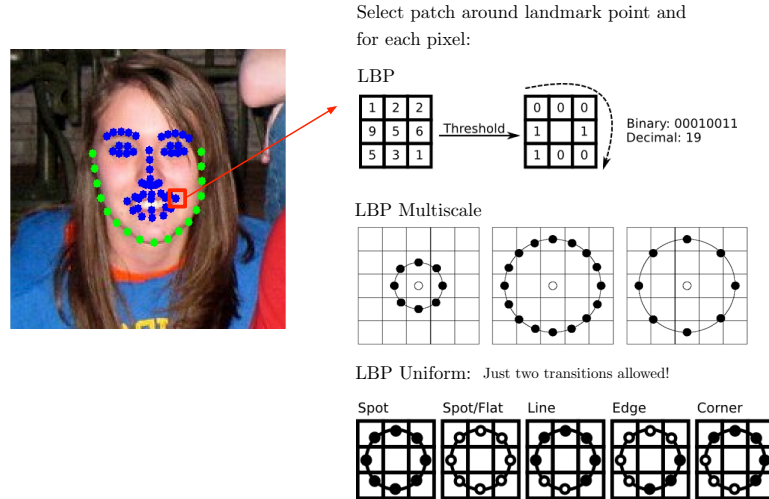 Select patch around landmark point and
for each pixel:
LBP
1 2 2
9 5 6
5 3 1
Threshold
0 0 0
1 1
1 0 0
Binary: 00010011
Decimal: 19
LBP Multiscale
LBP Uniform: Just two transitions allowed!
Spot Spot/Flat Line Edge Corner